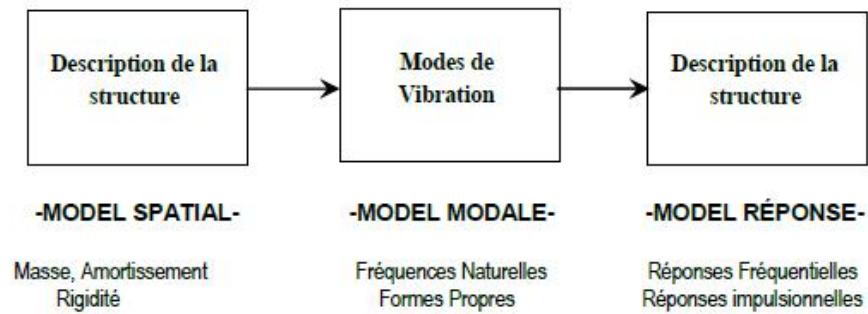 Description de la
structure
Modes de
Vibration
Description de la
structure
-MODEL SPATIAL-
-MODEL MODALE-
-MODEL RÉPONSE-
Masse, Amortissement
Rigidité
Fréquences Naturelles
Formes Propres
Réponses Fréquentielles
Réponses impulsionnelles